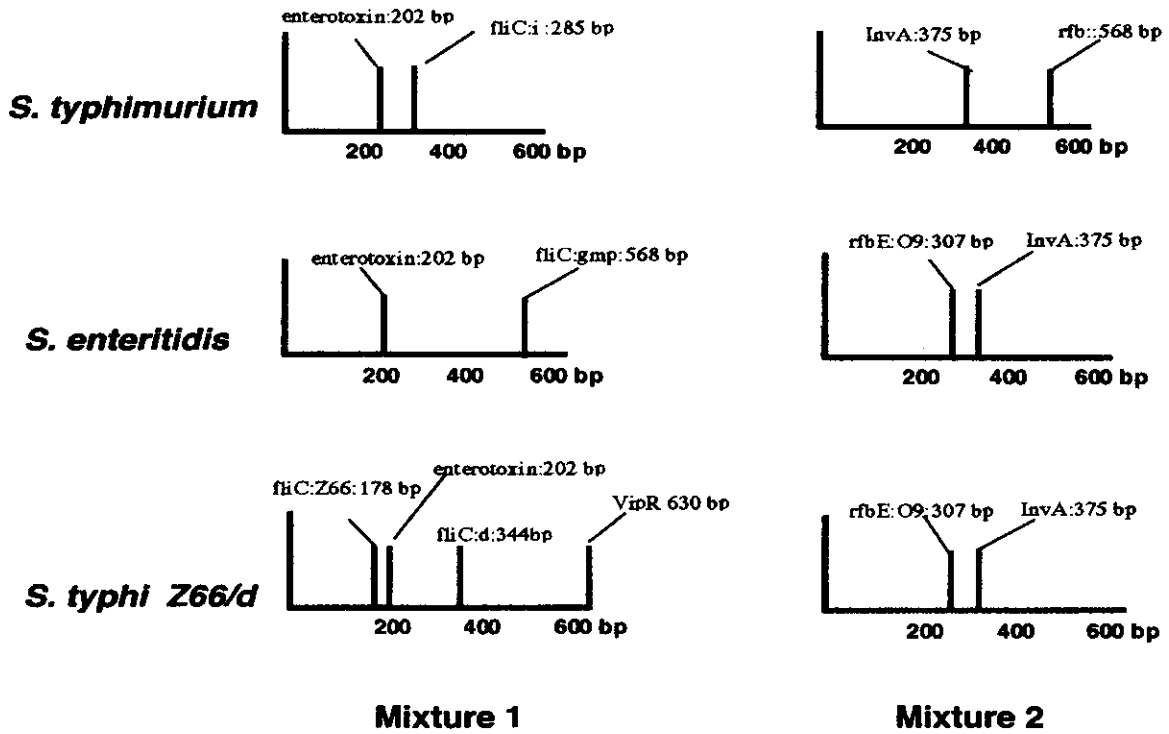 enterotoxin:202 bp
fliC:i :285 bp
InvA:375 bp
rfb::568 bp
S. typhimurium
200 400 600 bp
200 400 600 bp
enterotoxin:202 bp
fliC:gmp:568 bp
rfbE:O9:307 bp
InvA:375 bp
S. enteritidis
200 400 600 bp
200 400 600 bp
fliC:Z66:178 bp
enterotoxin:202 bp
fliC:d:344bp
VipR 630 bp
rfbE:O9:307 bp
InvA:375 bp
S. typhi Z66/d
200 400 600 bp
200 400 600 bp
Mixture 1
Mixture 2